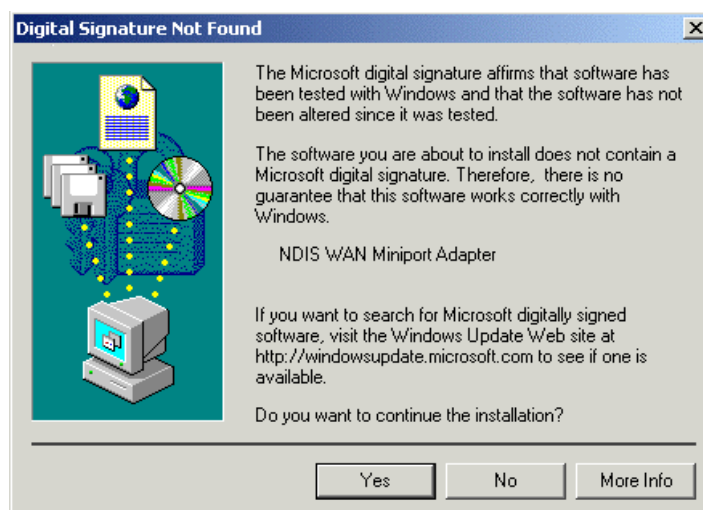 Digital Signature Not Found
The Microsoft digital signature affirms that software has
been tested with Windows and that the software has not
been altered since it was tested.
The software you are about to install does not contain a
Microsoft digital signature. Therefore,  there is no
guarantee that this software works correctly with
Windows.
NDIS WAN Miniport Adapter
If you want to search for Microsoft digitally signed
software, visit the Windows Update Web site at
http://windowsupdate.microsoft.com to see if one is
available.
Do you want to continue the installation?
Yes
No
More Info